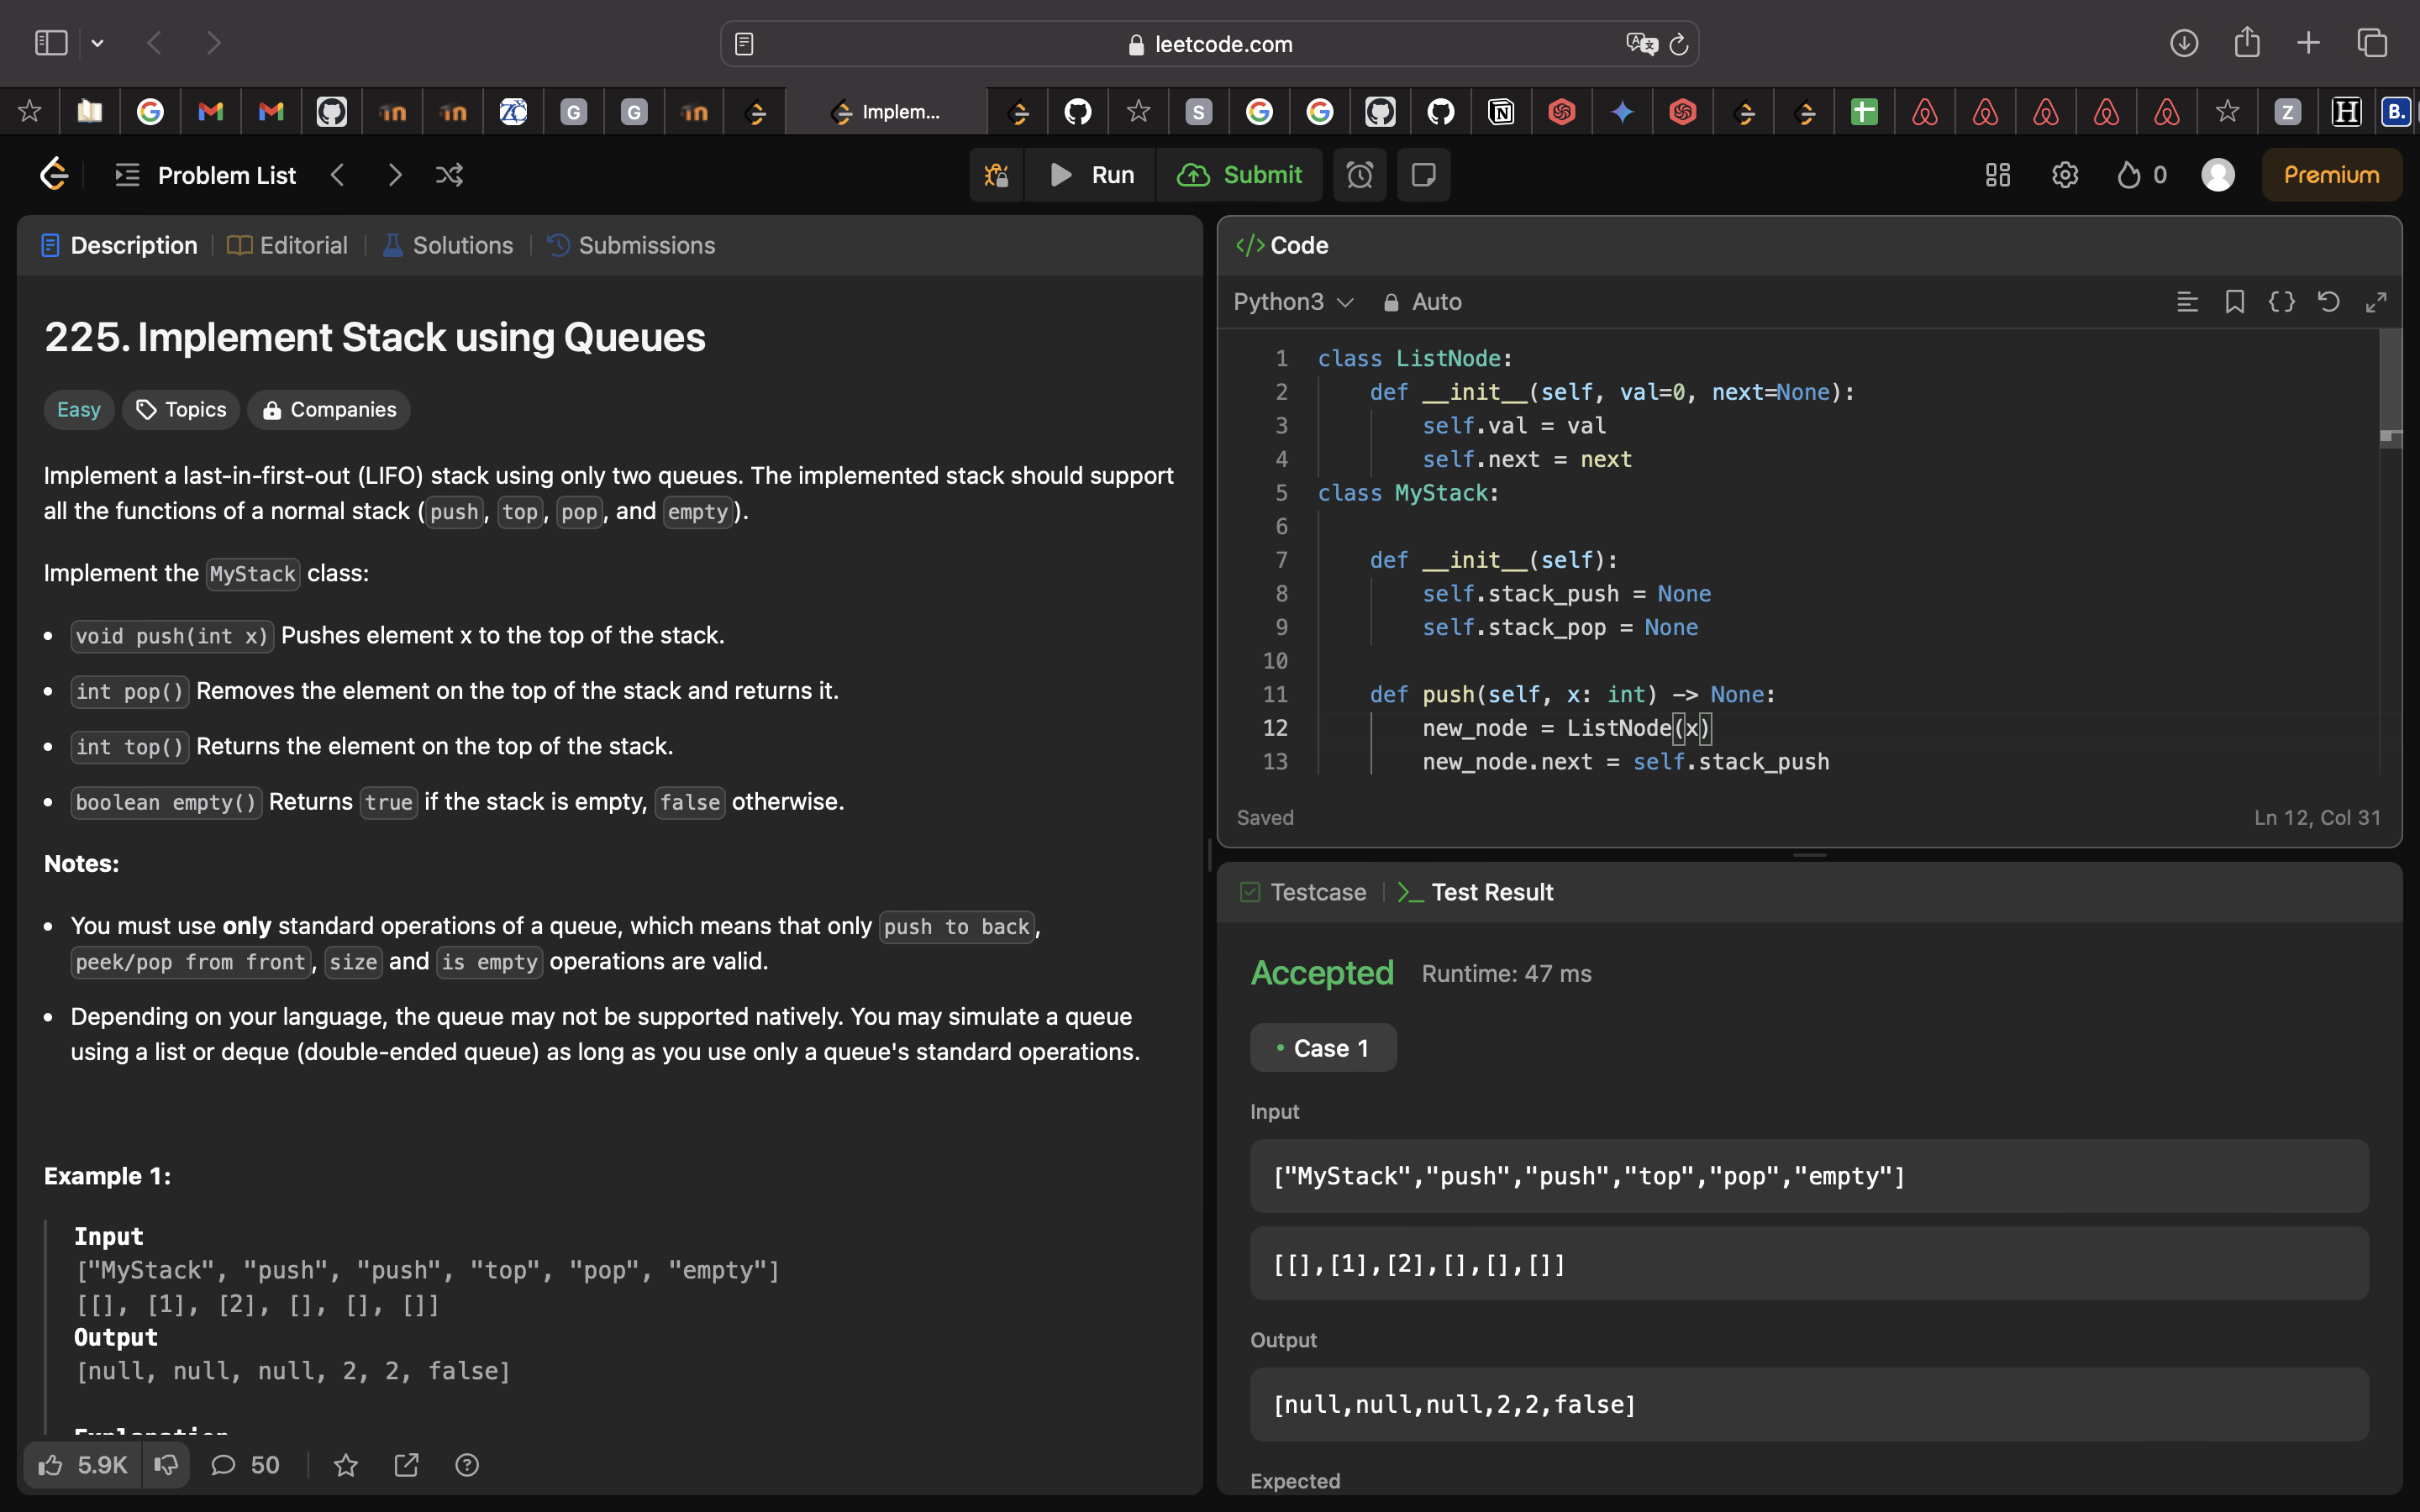 leetcode.com
G
G
Implem...
S
Z
H
B.
Problem List
Run
Submit
0
Premium
Description
Editorial
Solutions
Submissions
225. Implement Stack using Queues
Easy
Topics
Companies
Implement a last-in-first-out (LIFO) stack using only two queues. The implemented stack should support
all the functions of a normal stack (push, top, pop, and empty).
Implement the MyStack class:
• void push(int x) Pushes element x to the top of the stack.
• int pop() Removes the element on the top of the stack and returns it.
• int top() Returns the element on the top of the stack.
• boolean empty() Returns true if the stack is empty, false otherwise.
Notes:
• You must use only standard operations of a queue, which means that only push to back,
peek/pop from front, size and is empty operations are valid.
• Depending on your language, the queue may not be supported natively. You may simulate a queue
using a list or deque (double-ended queue) as long as you use only a queue's standard operations.
Example 1:
Input
["MyStack", "push", "push", "top", "pop", "empty"]
[[], [1], [2], [], [], []]
Output
[null, null, null, 2, 2, false]
Explanation
5.9K
50
</> Code
Python3
Auto
1 class ListNode:
2 def __init__(self, val=0, next=None):
3 self.val = val
4 self.next = next
5 class MyStack:
6
7 def __init__(self):
8 self.stack_push = None
9 self.stack_pop = None
10
11 def push(self, x: int) -> None:
12 new_node = ListNode(x)
13 new_node.next = self.stack_push
Saved
Ln 12, Col 31
Testcase
>_ Test Result
Accepted
Runtime: 47 ms
• Case 1
Input
["MyStack","push","push","top","pop","empty"]
[[],[1],[2],[],[],[]]
Output
[null,null,null,2,2,false]
Expected